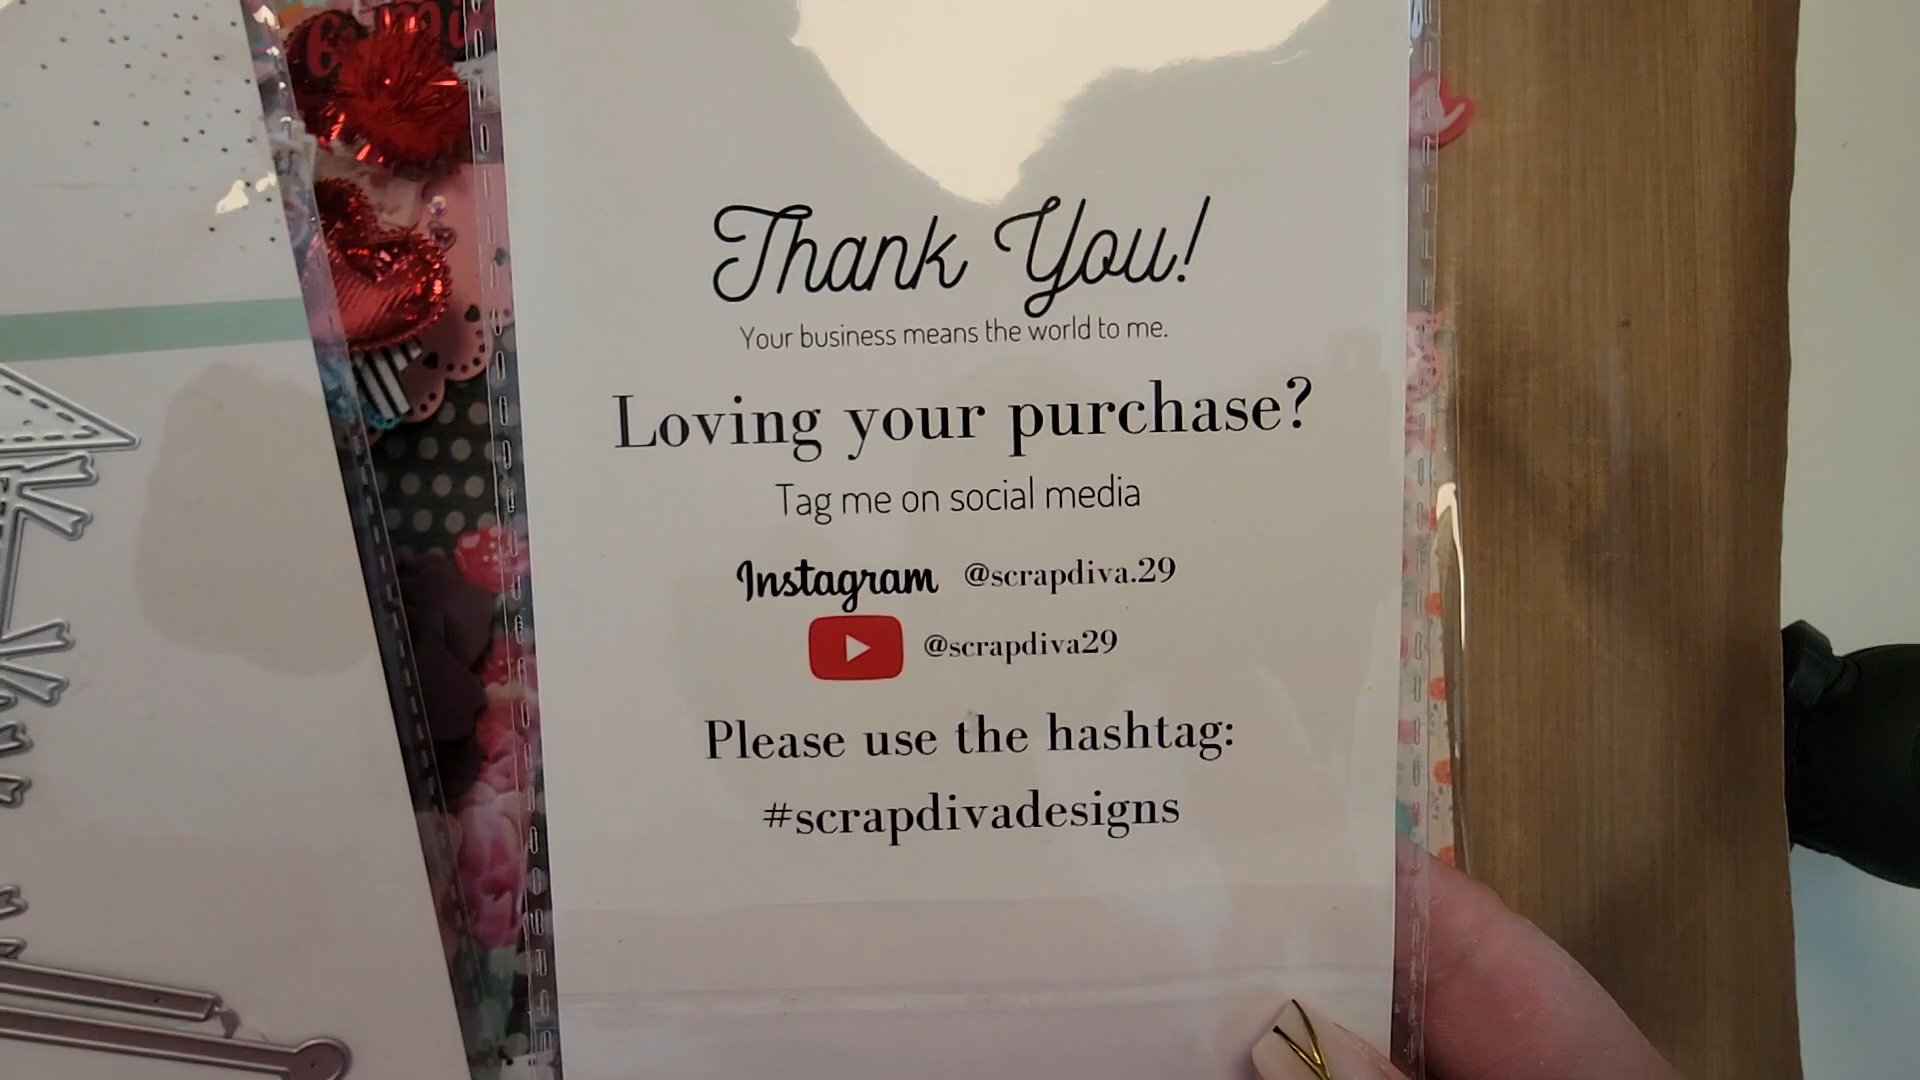 Thank You!
Your business means the world to me.
Loving your purchase?
Tag me on social media
Instagram @scrapdiva.29
@scrapdiva29
Please use the hashtag:
#scrapdivadesigns